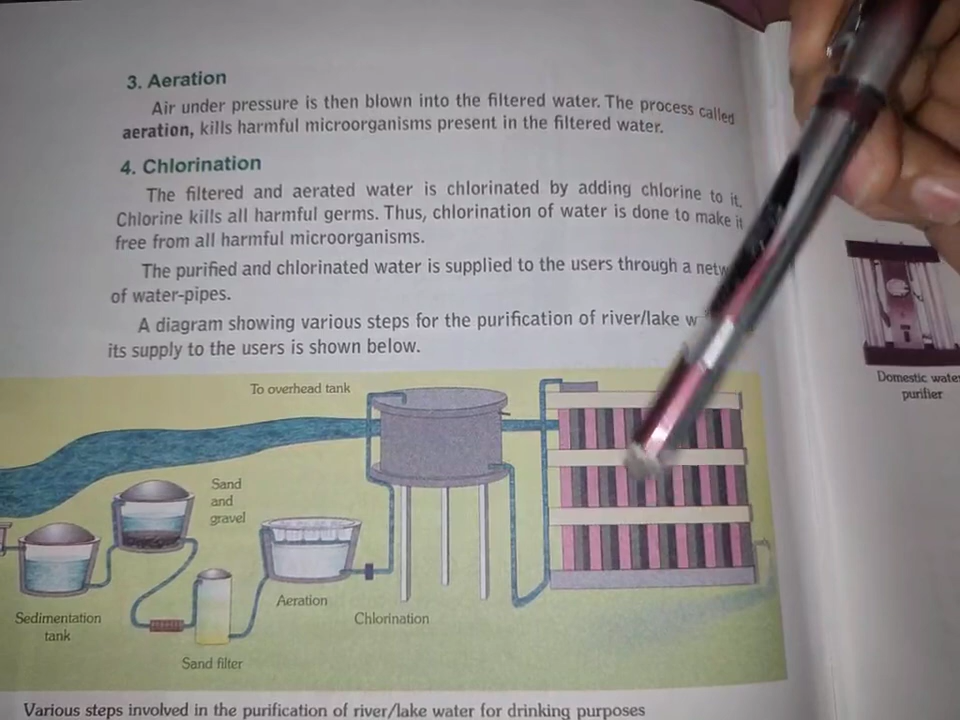 3. Aeration
Air under pressure is then blown into the filtered water. The process called
aeration, kills harmful microorganisms present in the filtered water.
4. Chlorination
The filtered and aerated water is chlorinated by adding chlorine to it.
Chlorine kills all harmful germs. Thus, chlorination of water is done to make it
free from all harmful microorganisms.
The purified and chlorinated water is supplied to the users through a
of water-pipes.
A diagram showing various steps for the purification of river/lake
its supply to the users is shown below.
To overhead tank
Sand
and
gravel
Sedimentation
tank
Sand filter
Aeration
Chlorination
Domestic water
purifier
Various steps involved in the purification of river/lake water for drinking purposes